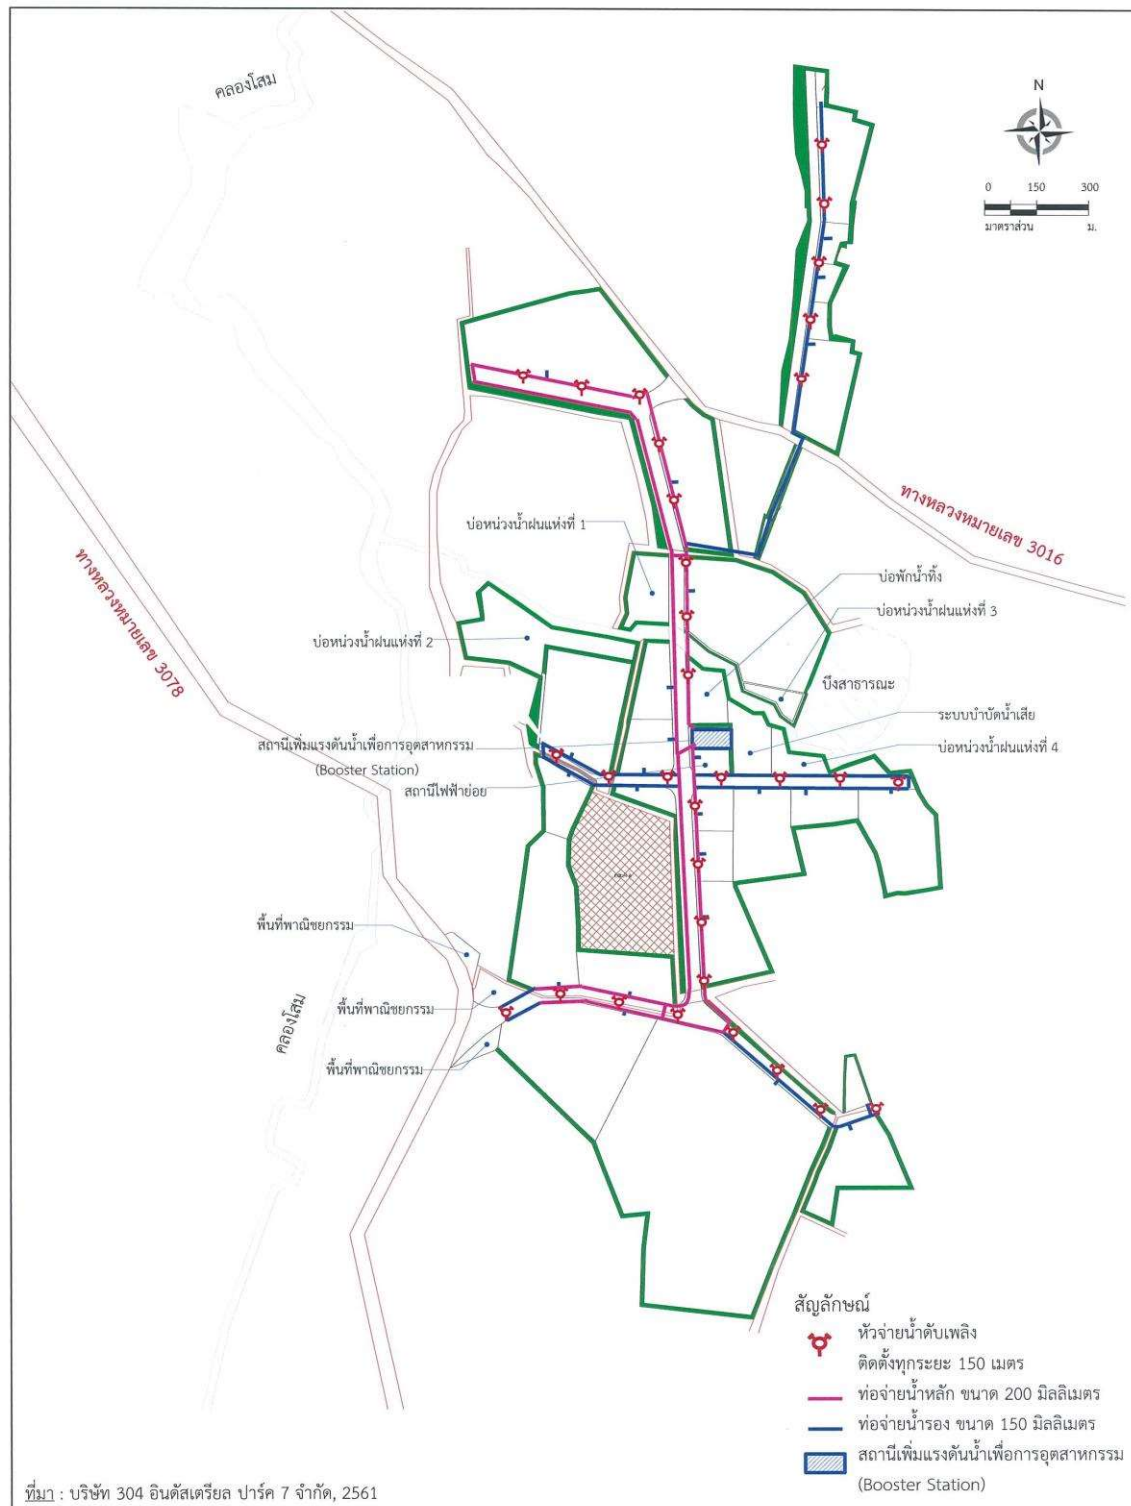 คลองโสม
N
0 150 300
มาตราส่วน ม.
ทางหลวงหมายเลข 3016
ทางหลวงหมายเลข 3078
บ่อหน่วงน้ำฝนแห่งที่ 1
บ่อพักน้ำทิ้ง
บ่อหน่วงน้ำฝนแห่งที่ 3
บ่อหน่วงน้ำฝนแห่งที่ 2
บึงสาธารณะ
ระบบบำบัดน้ำเสีย
สถานีเพิ่มแรงดันน้ำเพื่อการอุตสาหกรรม
(Booster Station)
บ่อหน่วงน้ำฝนแห่งที่ 4
สถานีไฟฟ้าย่อย
พื้นที่พาณิชยกรรม
พื้นที่พาณิชยกรรม
คลองโสม
พื้นที่พาณิชยกรรม
สัญลักษณ์
หัวจ่ายน้ำดับเพลิง
ติดตั้งทุกระยะ 150 เมตร
ท่อจ่ายน้ำหลัก ขนาด 200 มิลลิเมตร
ท่อจ่ายน้ำรอง ขนาด 150 มิลลิเมตร
สถานีเพิ่มแรงดันน้ำเพื่อการอุตสาหกรรม
(Booster Station)
ที่มา : บริษัท 304 อินดัสเตรียล ปาร์ค 7 จำกัด, 2561